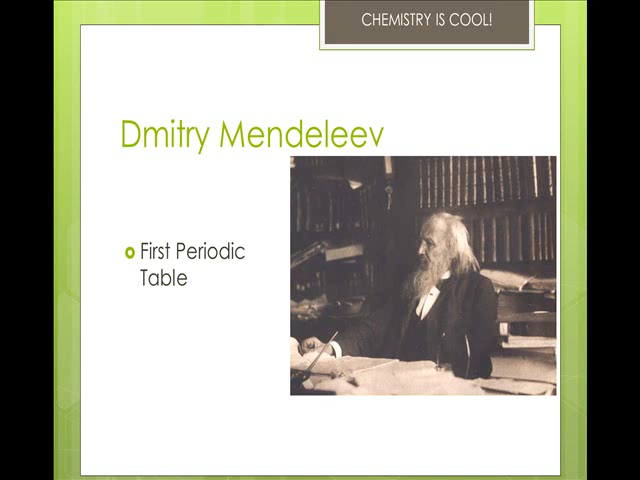 CHEMISTRY IS COOL!
Dmitry Mendeleev
First Periodic
Table